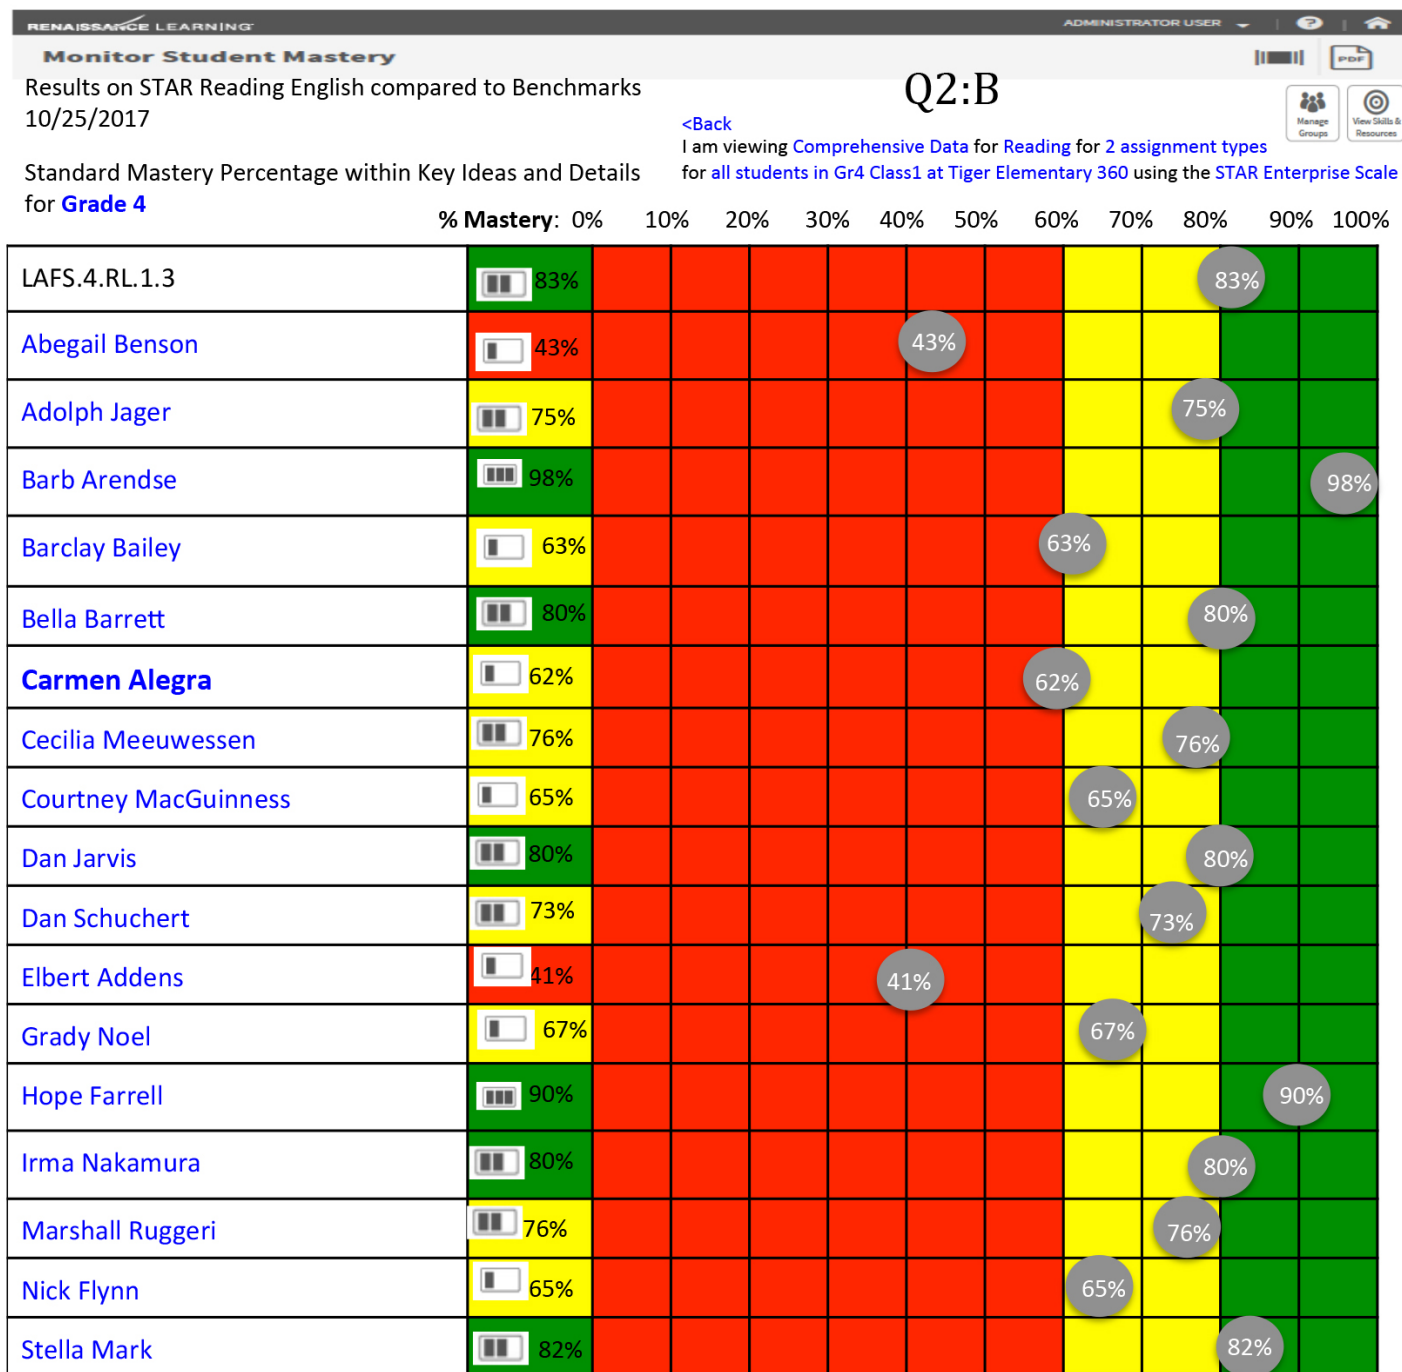 RENAISSANCE LEARNING
ADMINISTRATOR USER
?
Monitor Student Mastery
PDF
Results on STAR Reading English compared to Benchmarks
10/25/2017
Q2:B
Manage
Groups
View Skills &
Resources
<Back
I am viewing Comprehensive Data for Reading for 2 assignment types
for all students in Gr4 Class1 at Tiger Elementary 360 using the STAR Enterprise Scale
Standard Mastery Percentage within Key Ideas and Details
for Grade 4
% Mastery: 0% 10% 20% 30% 40% 50% 60% 70% 80% 90% 100%
LAFS.4.RL.1.3 83% 83%
Abegail Benson 43% 43%
Adolph Jager 75% 75%
Barb Arendse 98% 98%
Barclay Bailey 63% 63%
Bella Barrett 80% 80%
Carmen Alegra 62% 62%
Cecilia Meeuwessen 76% 76%
Courtney MacGuinness 65% 65%
Dan Jarvis 80% 80%
Dan Schuchert 73% 73%
Elbert Addens 41% 41%
Grady Noel 67% 67%
Hope Farrell 90% 90%
Irma Nakamura 80% 80%
Marshall Ruggeri 76% 76%
Nick Flynn 65% 65%
Stella Mark 82% 82%